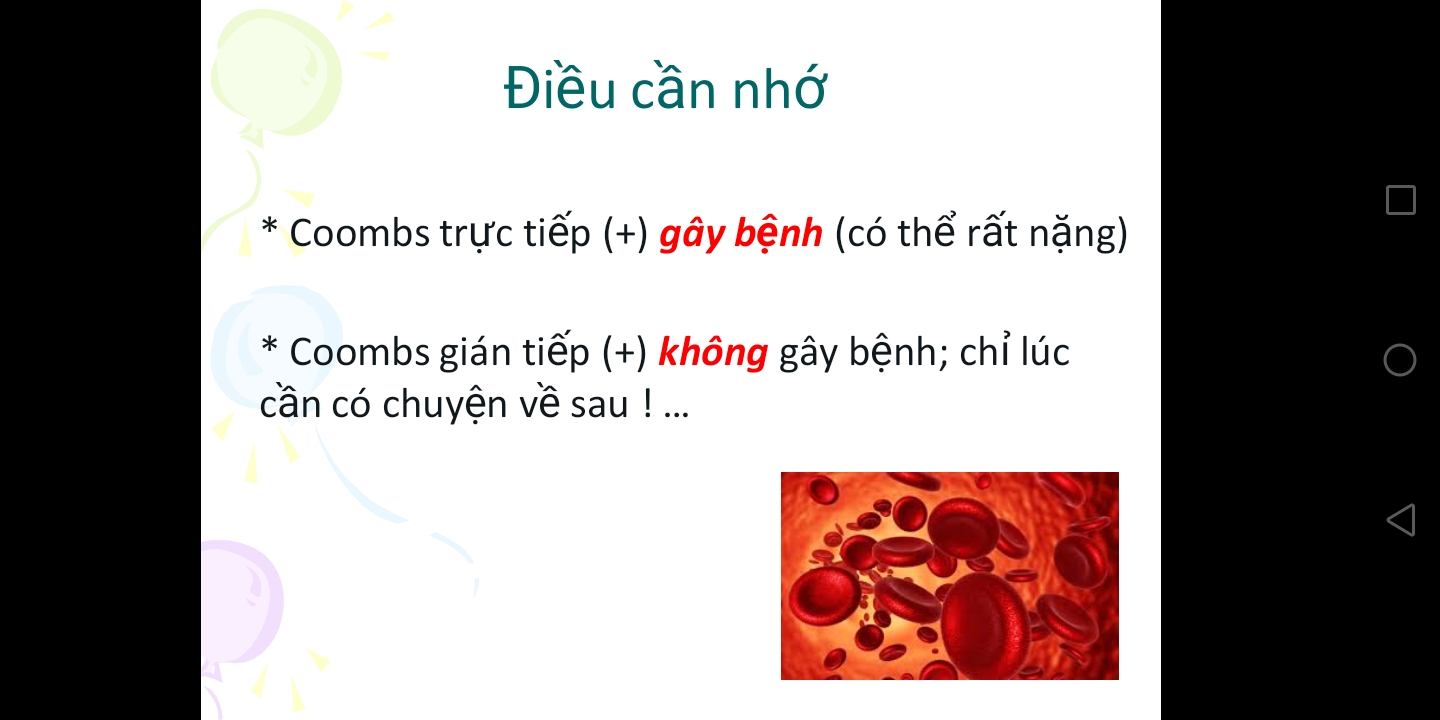 Điều cần nhớ
* Coombs trực tiếp (+) gây bệnh (có thể rất nặng)
* Coombs gián tiếp (+) không gây bệnh; chỉ lúc
cần có chuyện về sau ! ...